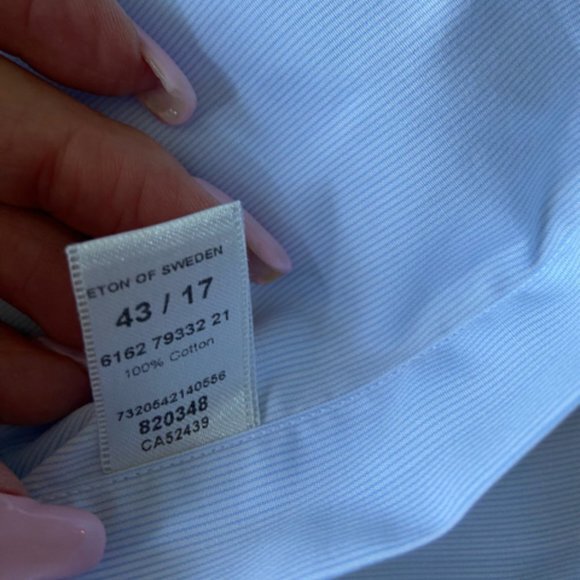 ETON OF SWEDEN
43 / 17
6162 79332 21
100% Cotton
7320542140556
820348
CA52439